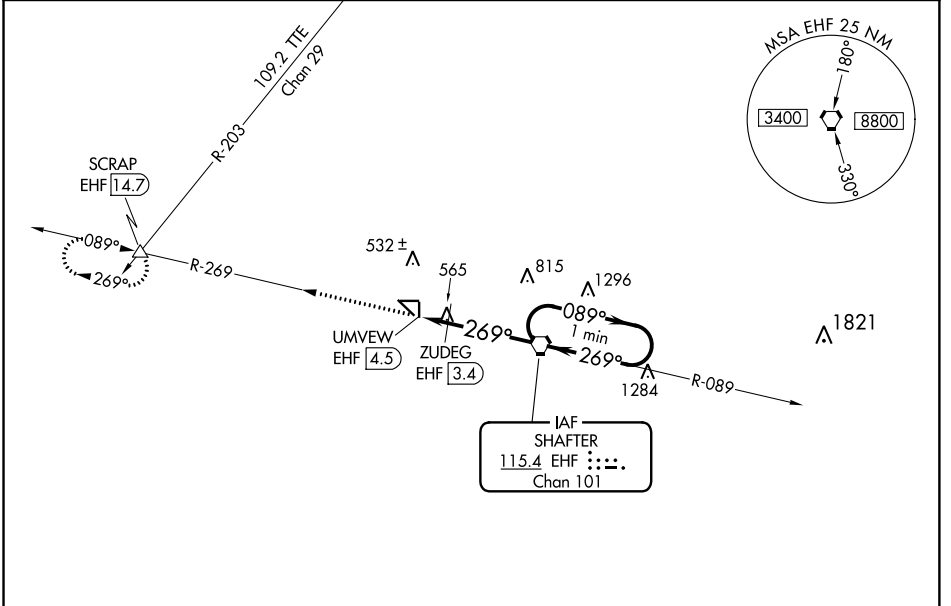 MSA EHF 25 NM
180°
3400
8800
330°
109.2 TTE
Chan 29
R-203
SCRAP
EHF 14.7
089°
269°
R-269
532 ±
565
815
1296
UMVEW
EHF 4.5
ZUDEG
EHF 3.4
269°
089°
1 min
269°
1284
R-089
1821
IAF
SHAFTER
115.4 EHF
Chan 101